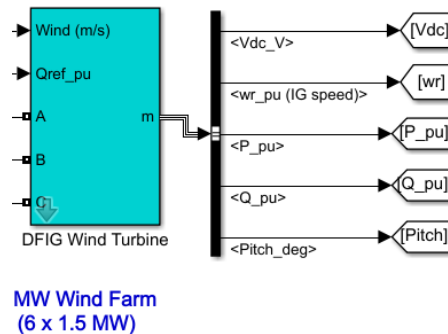 Wind (m/s)
Qref_pu
A
B
C
m
DFIG Wind Turbine
<Vdc_V>
<wr_pu (IG speed)>
<P_pu>
<Q_pu>
<Pitch_deg>
[Vdc]
[wr]
[P_pu]
[Q_pu]
[Pitch]
MW Wind Farm
(6 x 1.5 MW)